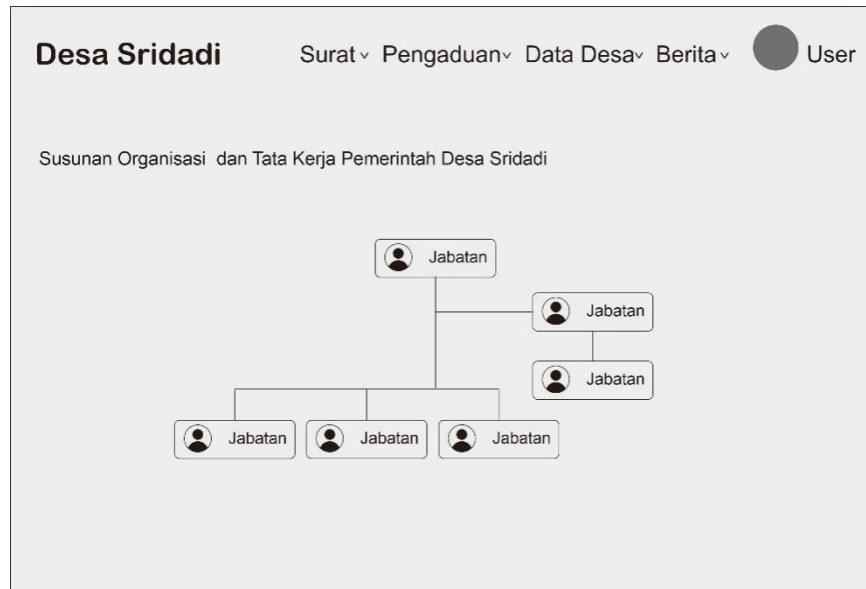 Desa Sridadi Surat Pengaduan Data Desa Berita User
Susunan Organisasi dan Tata Kerja Pemerintah Desa Sridadi
Jabatan
Jabatan
Jabatan
Jabatan Jabatan Jabatan